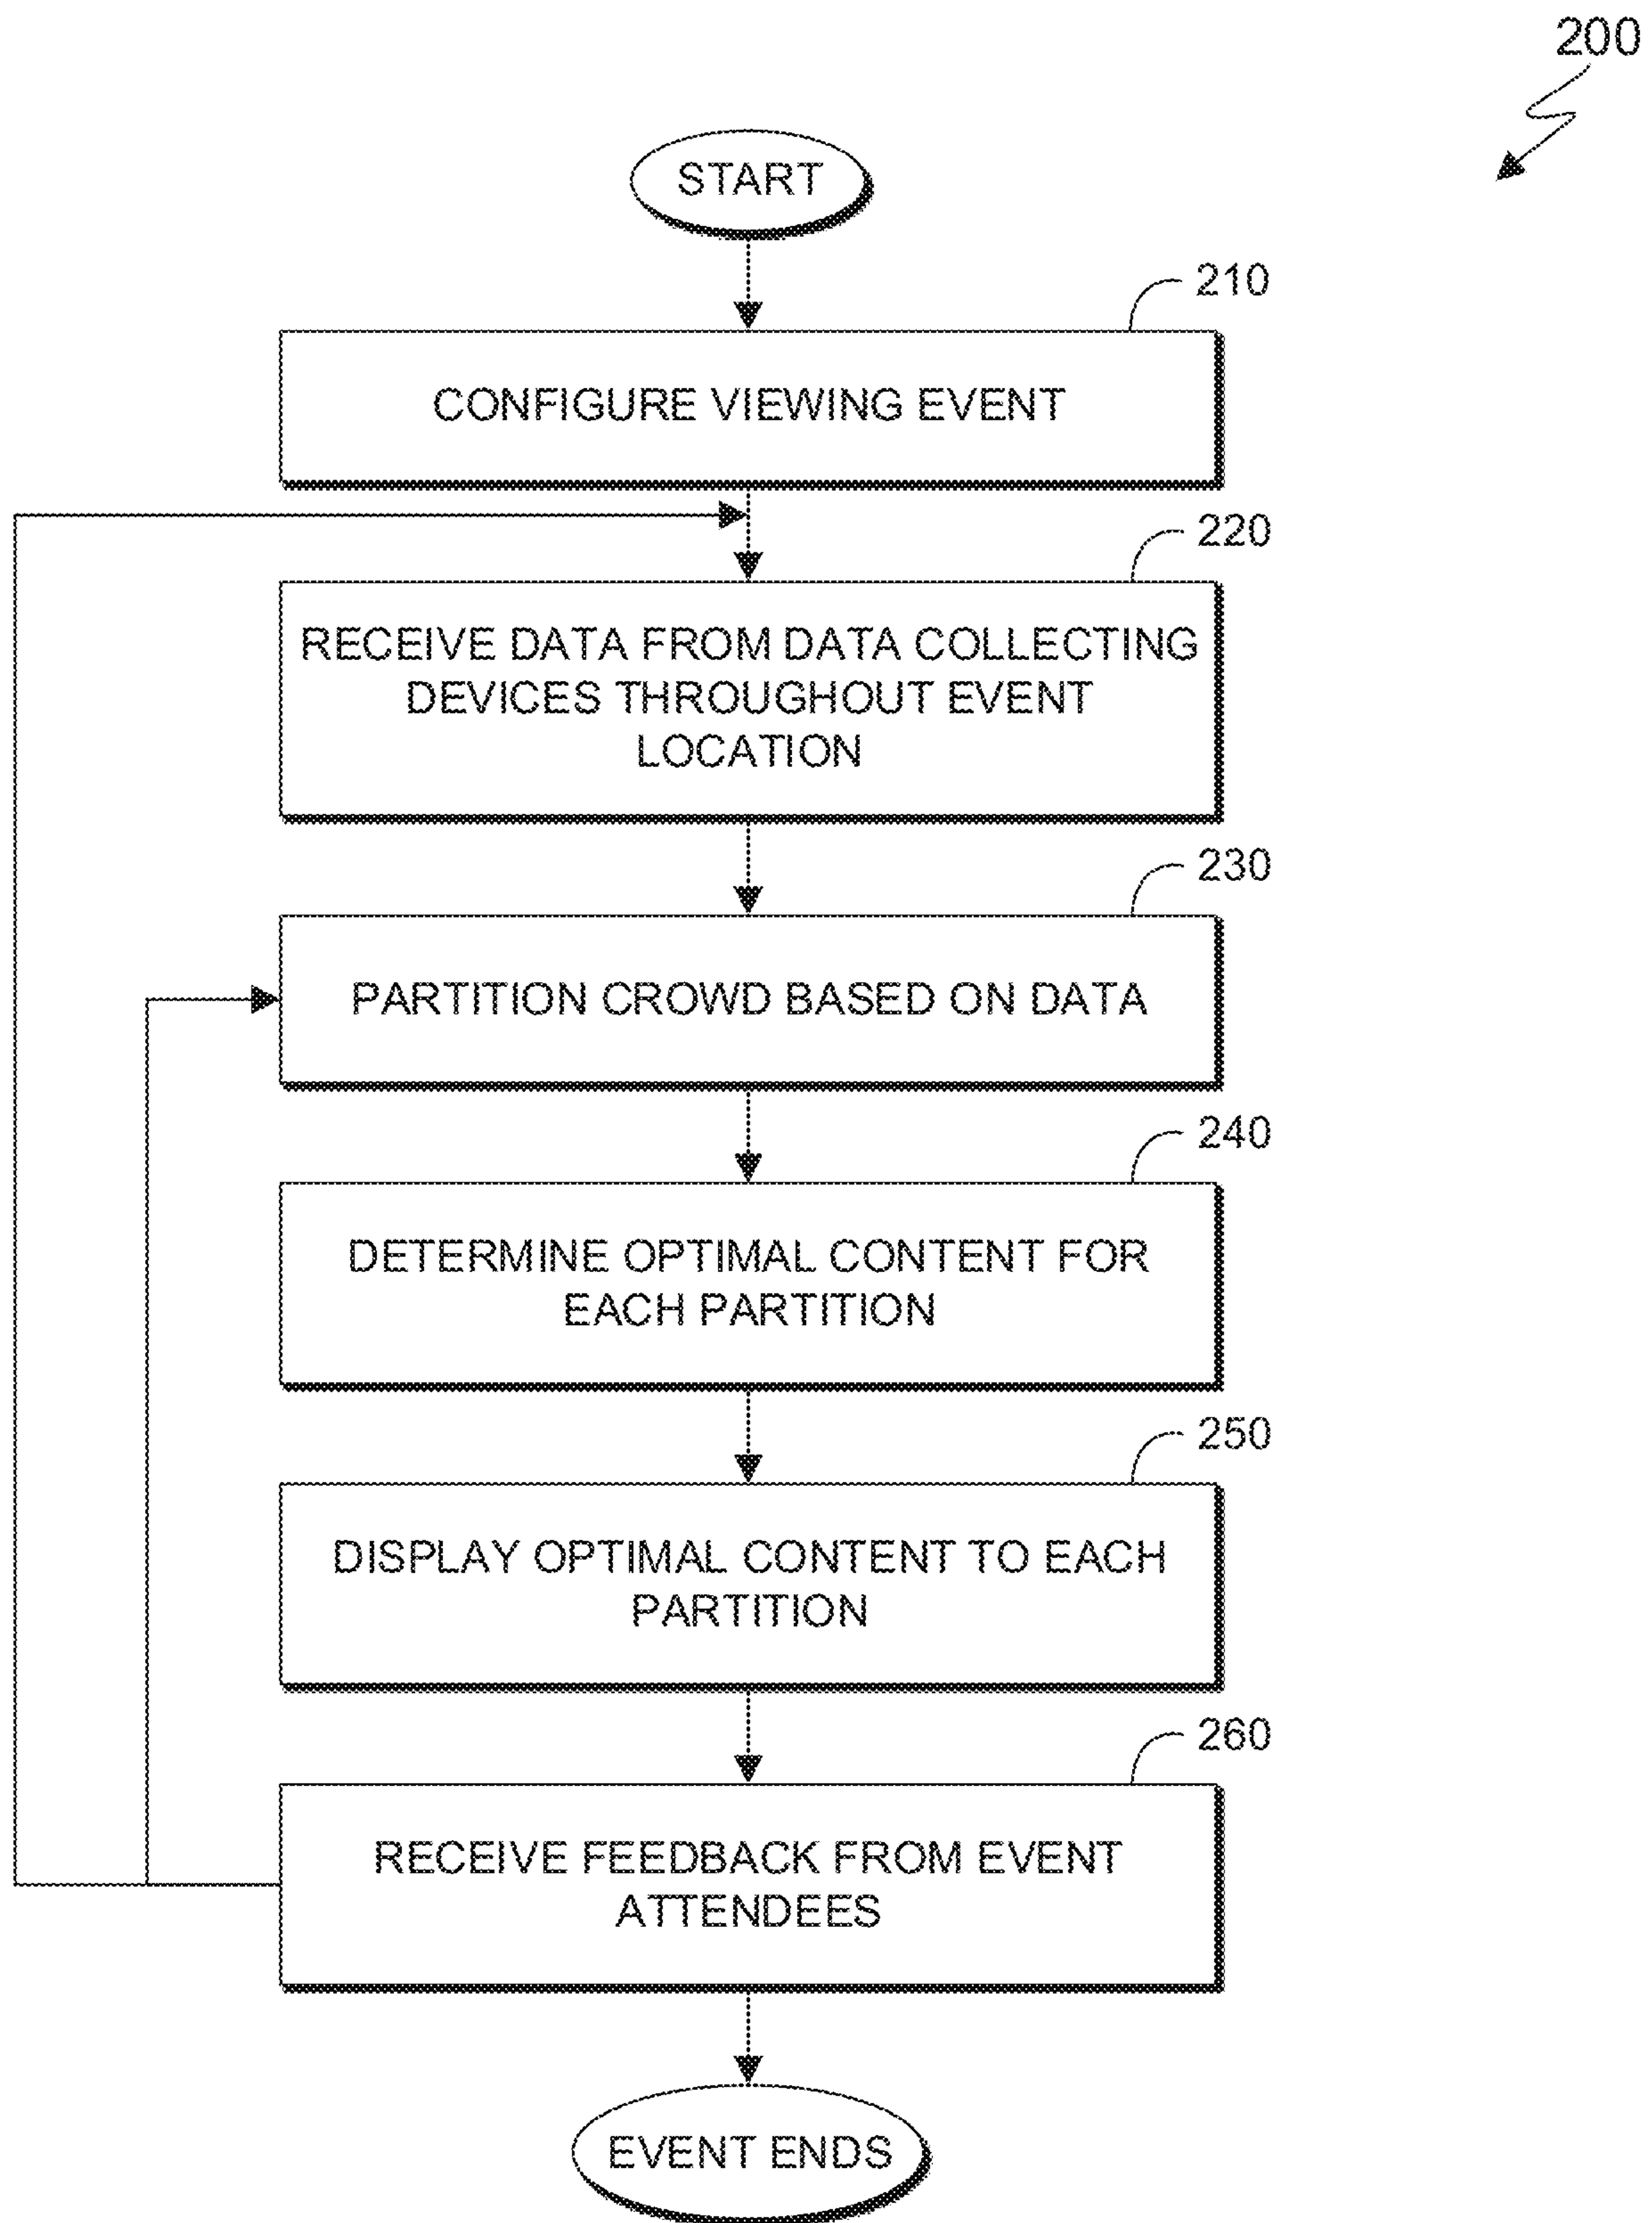 200
START
210
CONFIGURE VIEWING EVENT
220
RECEIVE DATA FROM DATA COLLECTING
DEVICES THROUGHOUT EVENT
LOCATION
230
PARTITION CROWD BASED ON DATA
240
DETERMINE OPTIMAL CONTENT FOR
EACH PARTITION
250
DISPLAY OPTIMAL CONTENT TO EACH
PARTITION
260
RECEIVE FEEDBACK FROM EVENT
ATTENDEES
EVENT ENDS